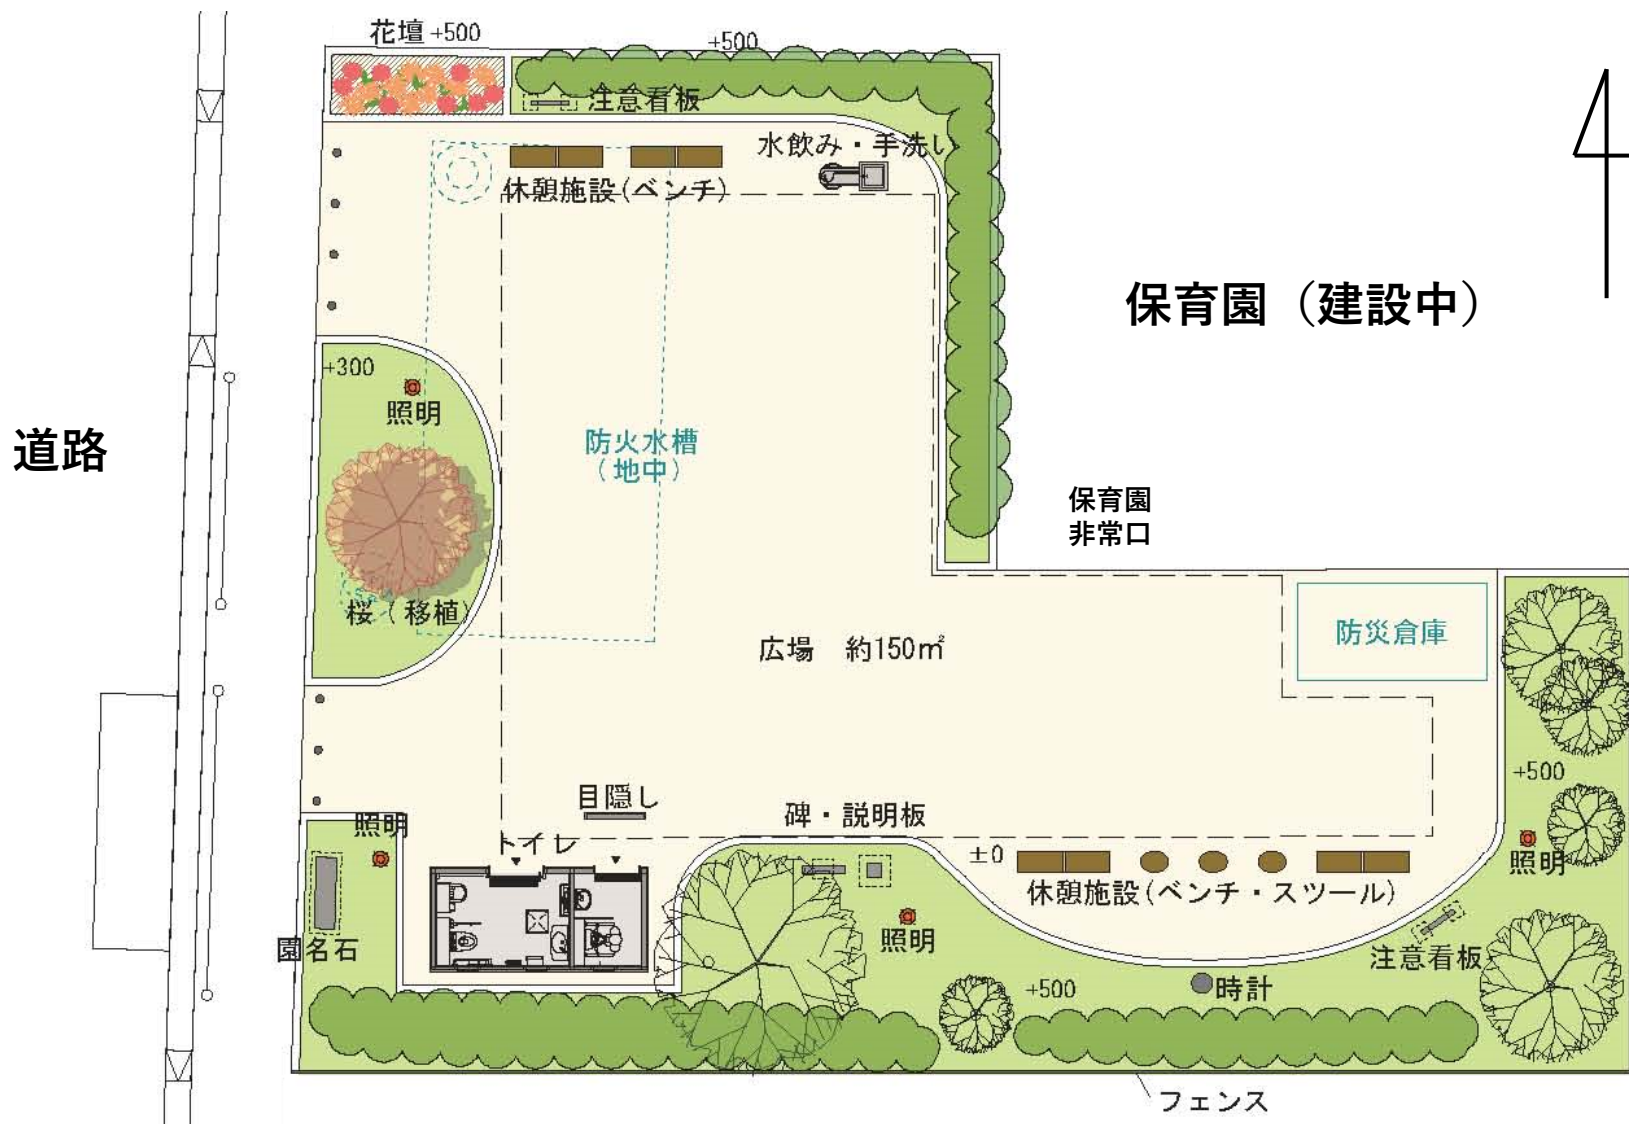 花壇 +500
+500
注意看板
水飲み・手洗い
休憩施設(ベンチ)
保育園（建設中）
+300
照明
道路
防火水槽
（地中）
保育園
非常口
桜（移植）
広場 約150㎡
防災倉庫
+500
目隠し
碑・説明板
照明
トイレ
±0
照明
休憩施設(ベンチ・スツール)
照明
園名石
注意看板
+500
時計
フェンス